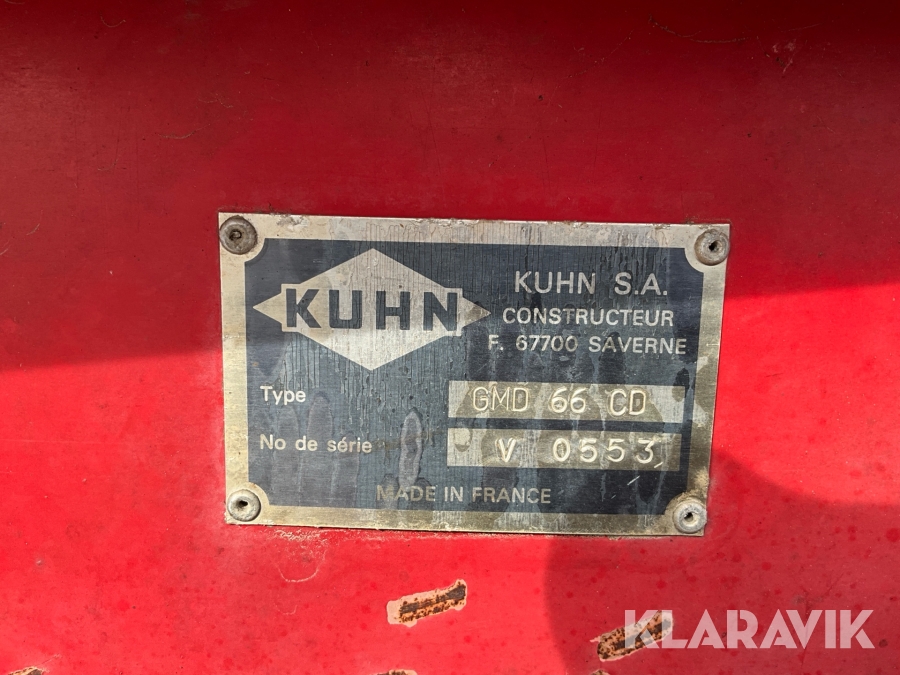 KUHN
KUHN S.A.
CONSTRUCTEUR
F. 67700 SAVERNE
Type GMD 66 CD
No de série V 0553
MADE IN FRANCE
KLARAVIK